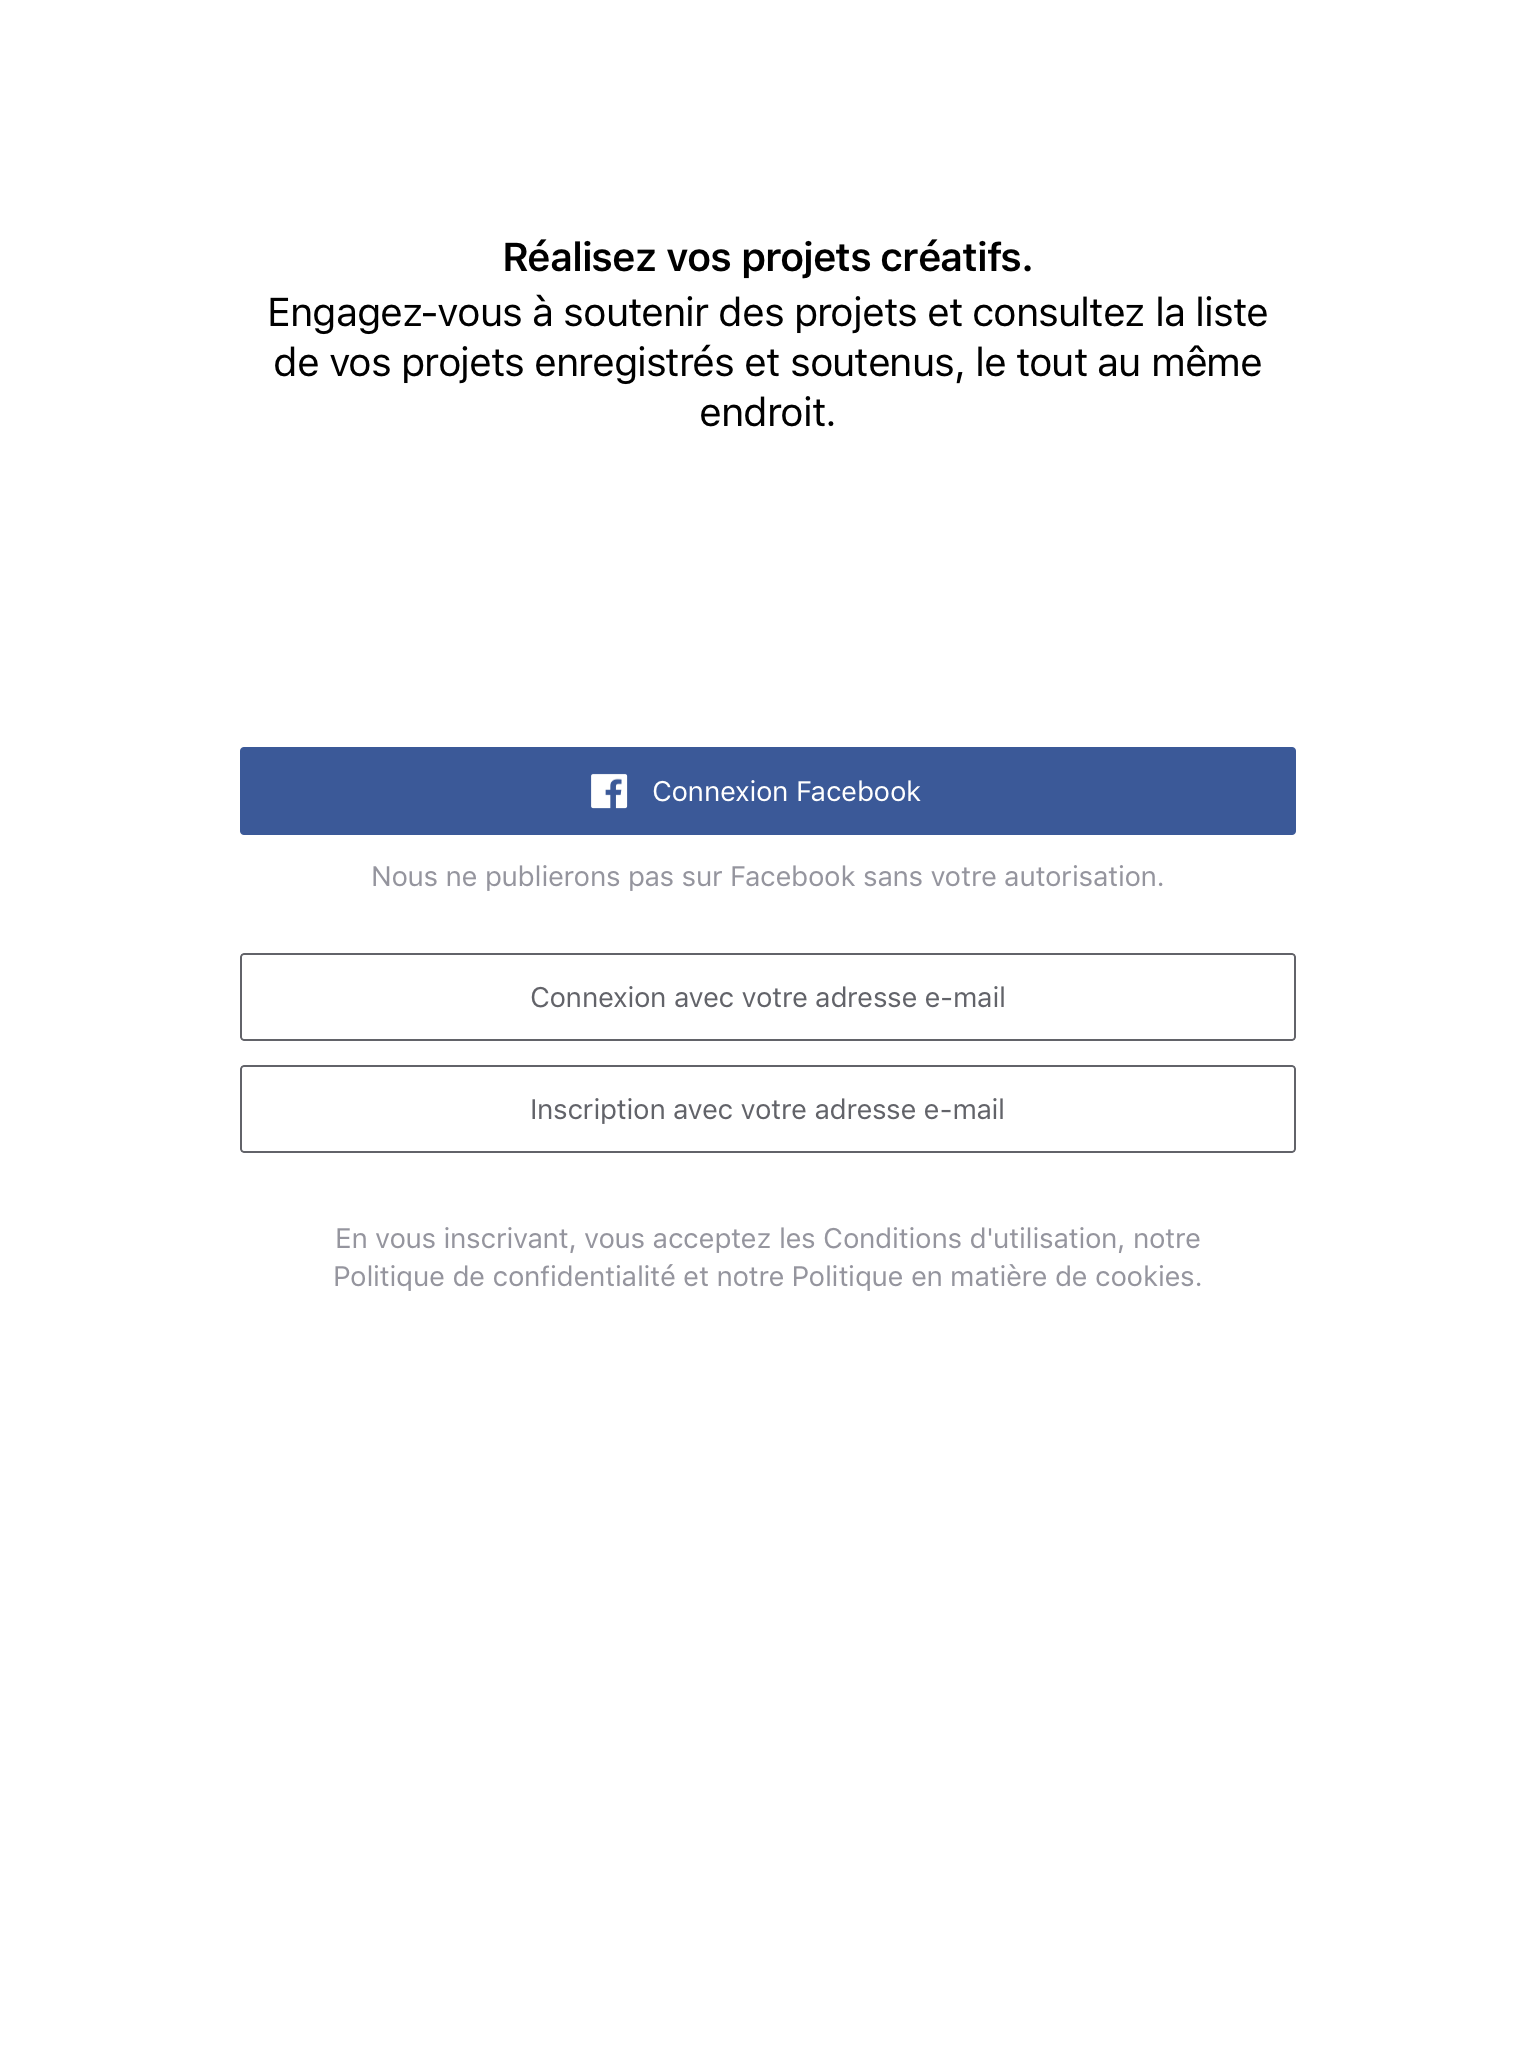 Réalisez vos projets créatifs.
Engagez-vous à soutenir des projets et consultez la liste
de vos projets enregistrés et soutenus, le tout au même
endroit.
Connexion Facebook
Nous ne publierons pas sur Facebook sans votre autorisation.
Connexion avec votre adresse e-mail
Inscription avec votre adresse e-mail
En vous inscrivant, vous acceptez les Conditions d'utilisation, notre
Politique de confidentialité et notre Politique en matière de cookies.